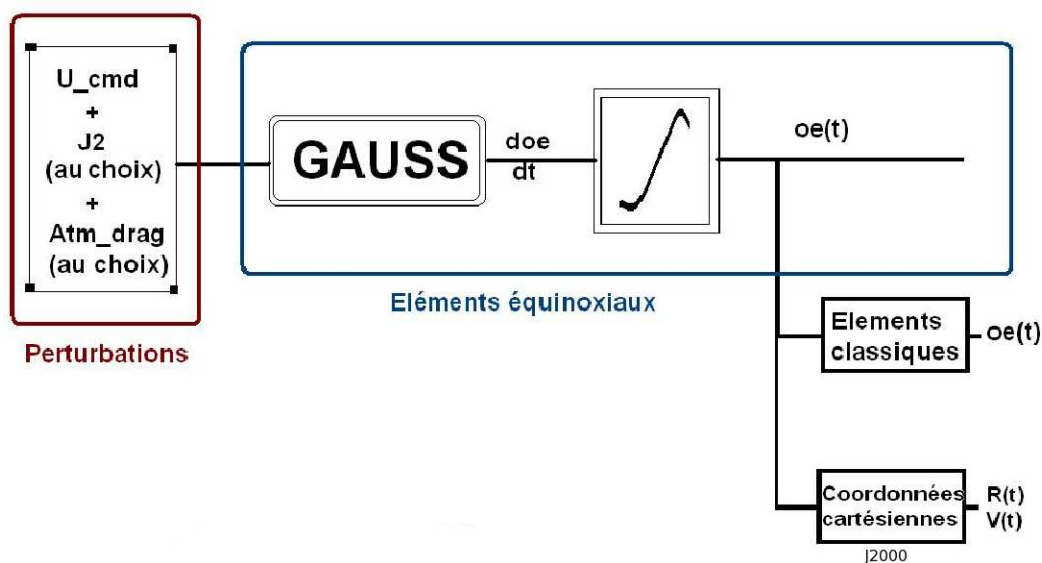 U_cmd
+
J2
(au choix)
+
Atm_drag
(au choix)
Perturbations
GAUSS
doe
dt
oe(t)
Eléments équinoxiaux
Elements
classiques
oe(t)
Coordonnées
cartésiennes
R(t)
V(t)
J2000